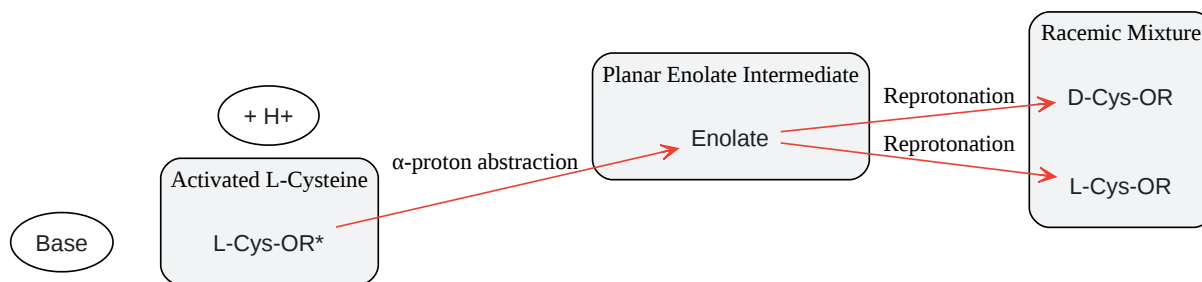 Base
+ H+
Activated L-Cysteine
L-Cys-OR*
α-proton abstraction
Planar Enolate Intermediate
Enolate
Reprotonation
Reprotonation
Racemic Mixture
D-Cys-OR
L-Cys-OR